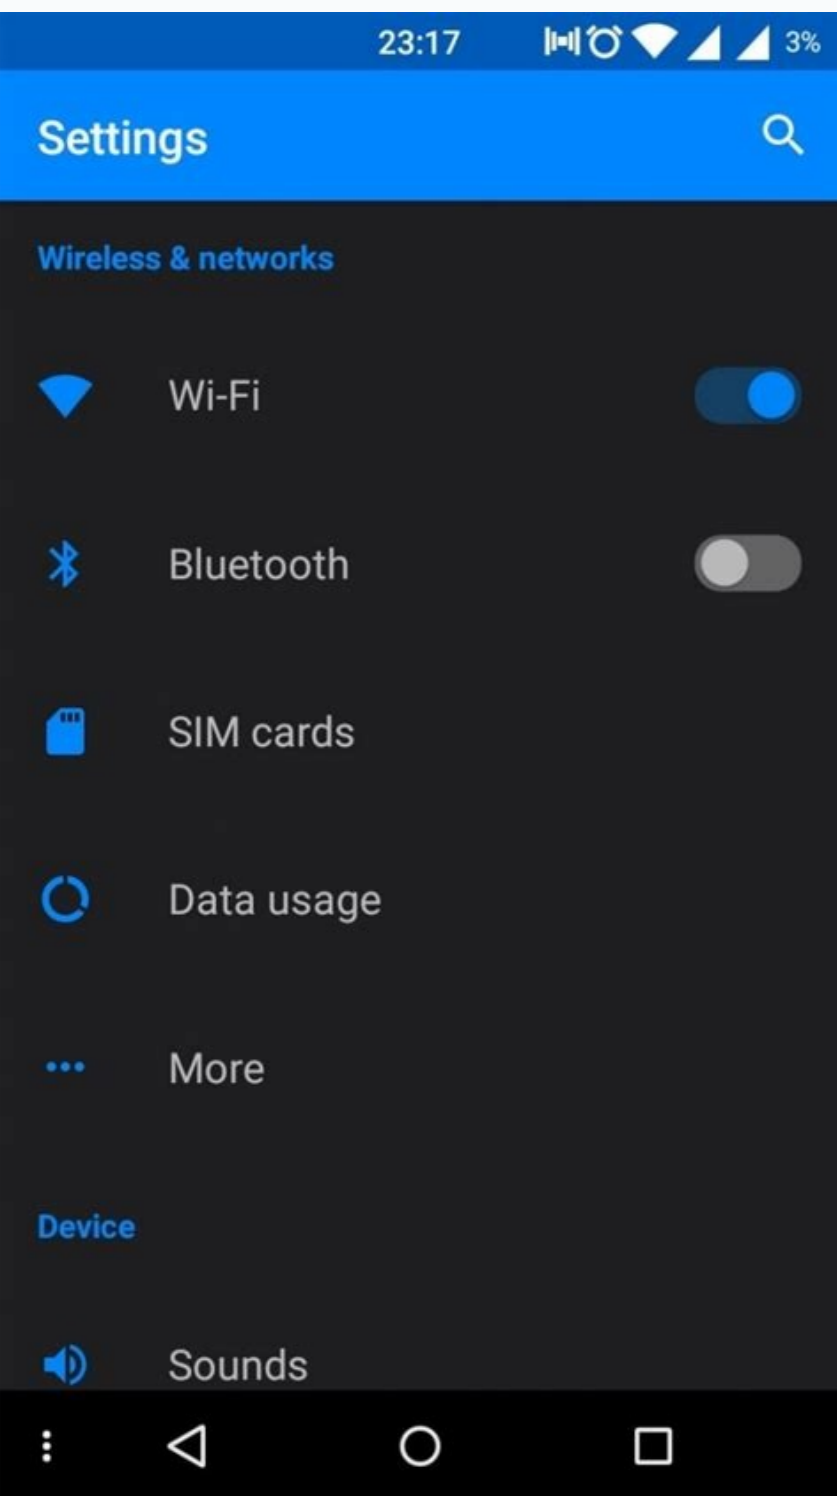 23:17 3%
Settings
Wireless & networks
Wi-Fi
Bluetooth
SIM cards
Data usage
More
Device
Sounds